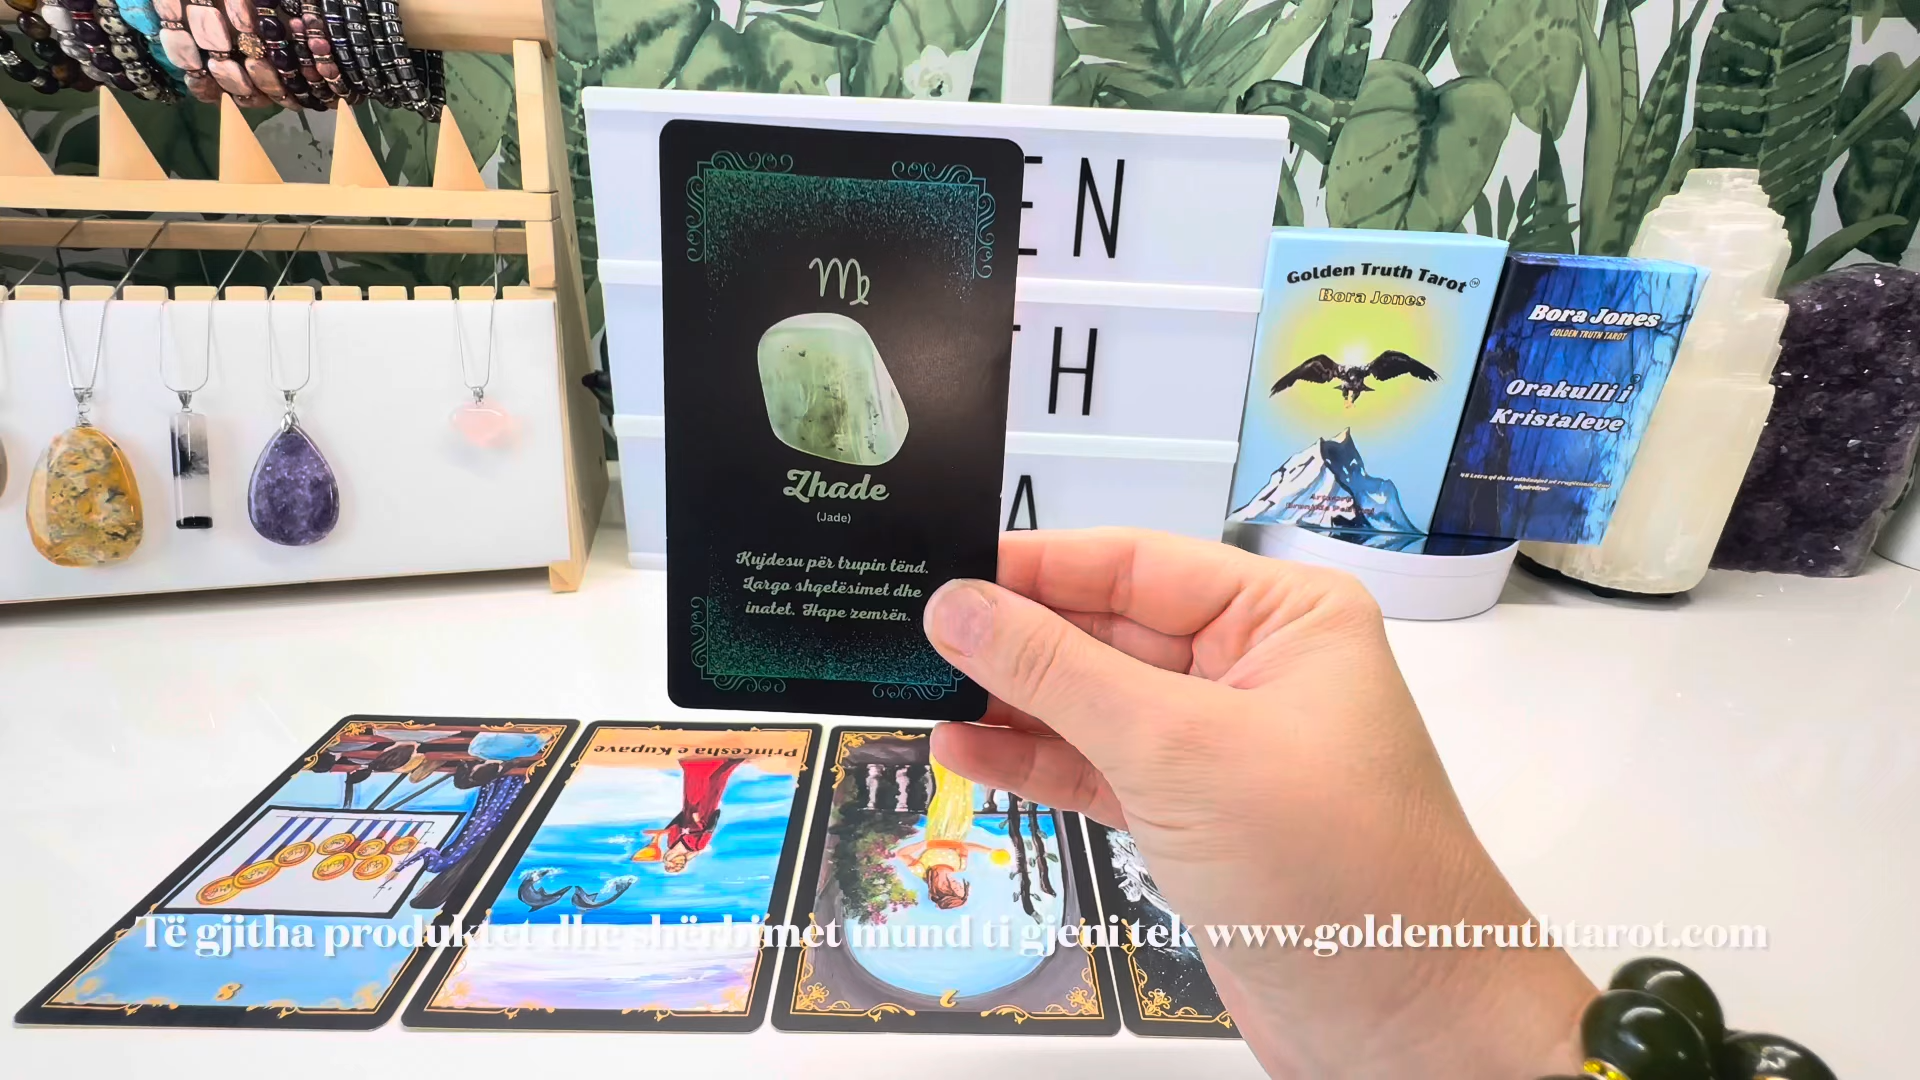 EN
TH
A
Zhade
(Jade)
Kujdesu për trupin tënd.
Largo shqetësimet dhe
inatet. Hape zemrën.
Golden Truth Tarot
Bora Jones
Bora Jones
GOLDEN TRUTH TAROT
Orakulli i
Kristaleve
Princesha e Kupave
8
2
Të gjitha produktet dhe shërbimet mund ti gjeni tek www.goldentruthtarot.com